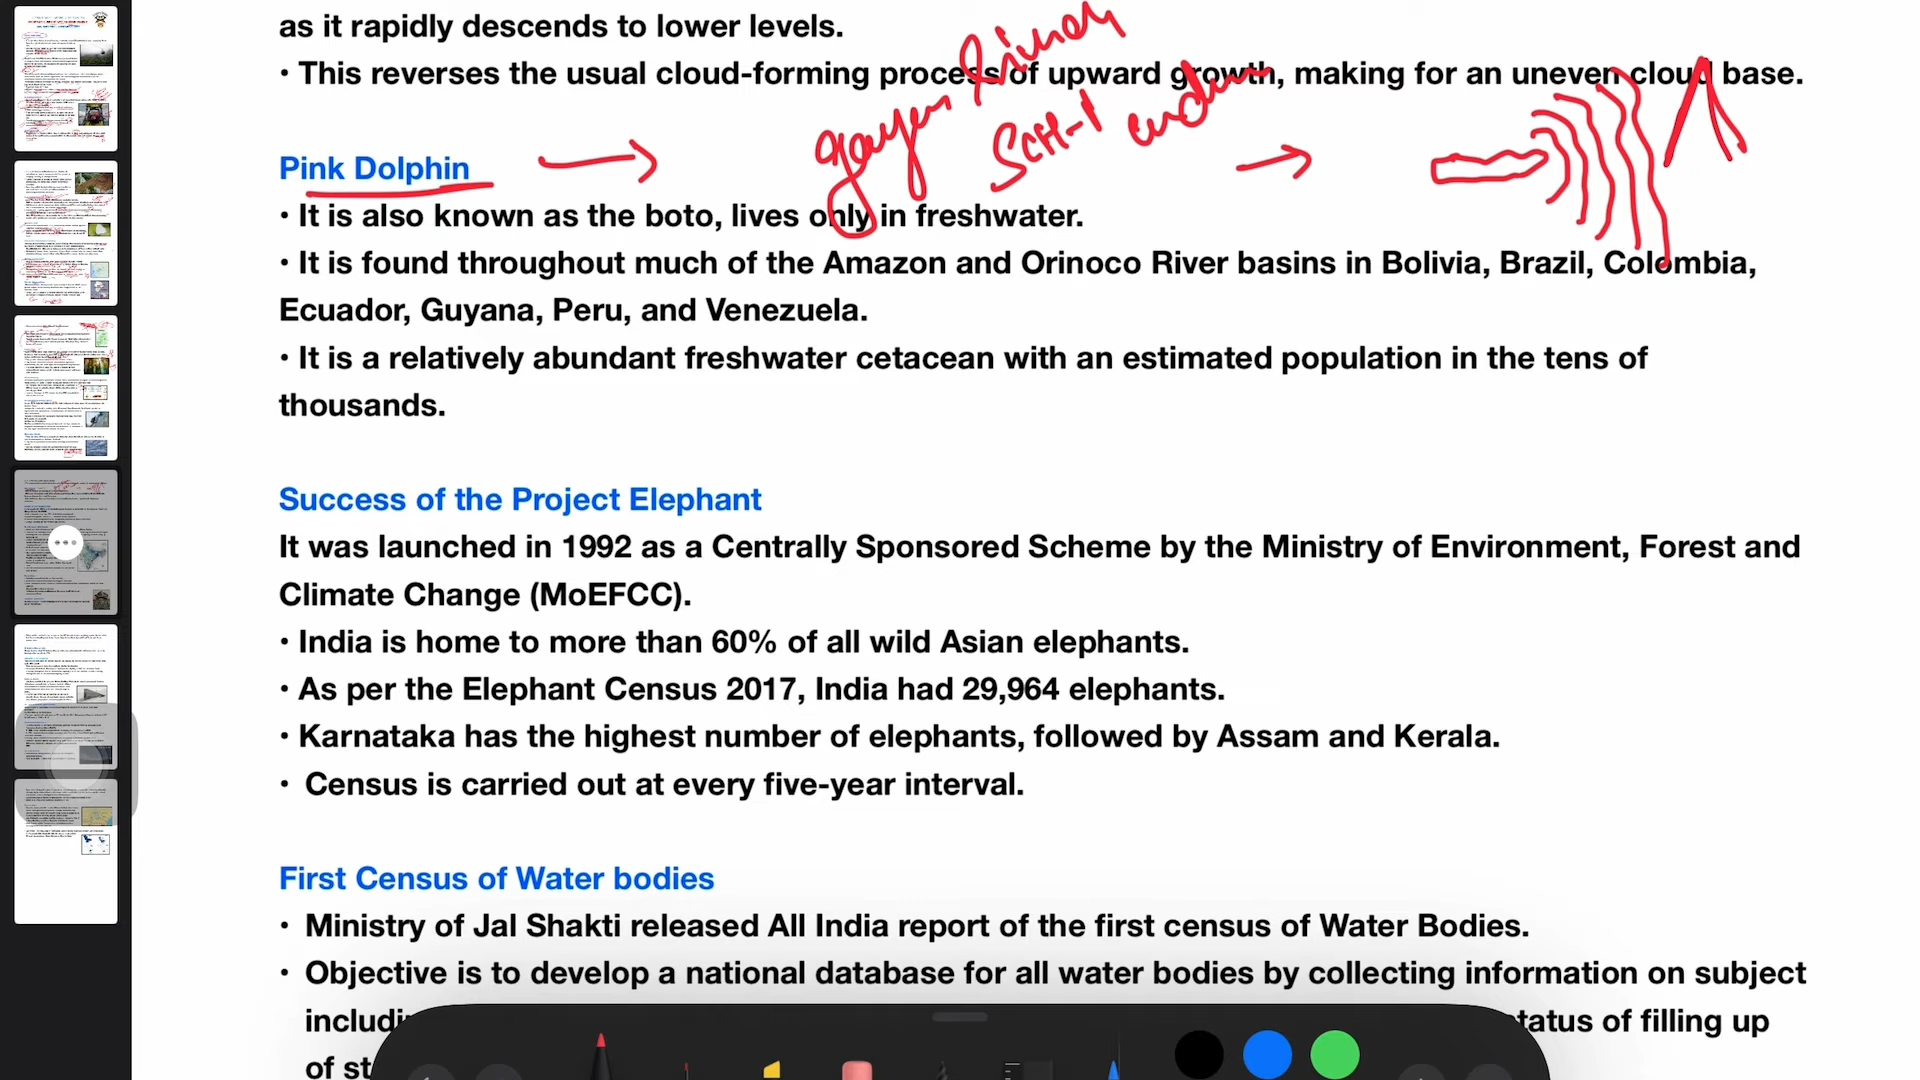 as it rapidly descends to lower levels.
• This reverses the usual cloud-forming process of upward growth, making for an uneven cloud base.
River
SCH-1
Pink Dolphin
• It is also known as the boto, lives only in freshwater.
• It is found throughout much of the Amazon and Orinoco River basins in Bolivia, Brazil, Colombia,
Ecuador, Guyana, Peru, and Venezuela.
• It is a relatively abundant freshwater cetacean with an estimated population in the tens of
thousands.
Success of the Project Elephant
It was launched in 1992 as a Centrally Sponsored Scheme by the Ministry of Environment, Forest and
Climate Change (MoEFCC).
• India is home to more than 60% of all wild Asian elephants.
• As per the Elephant Census 2017, India had 29,964 elephants.
• Karnataka has the highest number of elephants, followed by Assam and Kerala.
• Census is carried out at every five-year interval.
First Census of Water bodies
• Ministry of Jal Shakti released All India report of the first census of Water Bodies.
• Objective is to develop a national database for all water bodies by collecting information on subject
of filling up
of